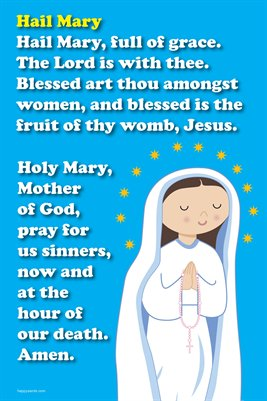 Hail Mary
Hail Mary, full of grace.
The Lord is with thee.
Blessed art thou amongst
women, and blessed is the
fruit of thy womb, Jesus.
Holy Mary,
Mother
of God,
pray for
us sinners,
now and
at the
hour of
our death.
Amen.
happysaints.com